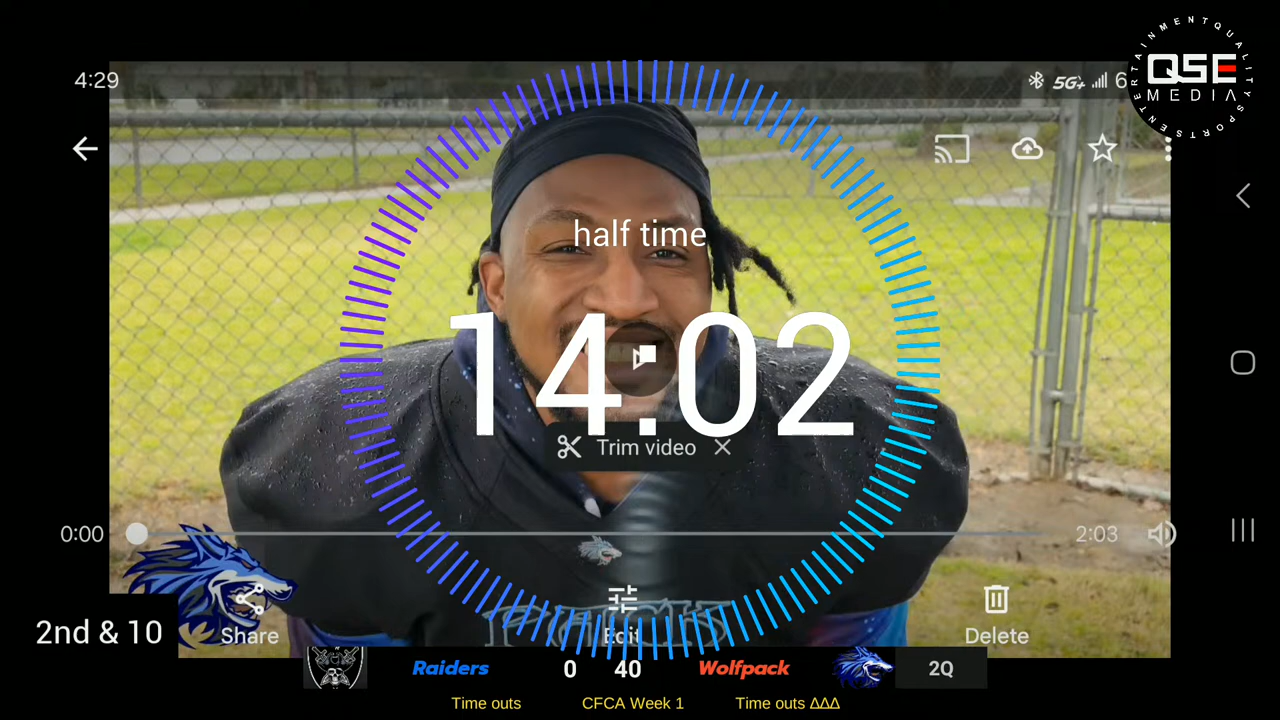 ENTERTAINMENT QUALITY SPORTS
QSE
MEDIA
4:29
5G+
6
half time
14:02
Trim video
0:00
2:03
2nd & 10
Share
Edit
Delete
Raiders 0 40 Wolfpack 2Q
Time outs CFCA Week 1 Time outs ΔΔΔ